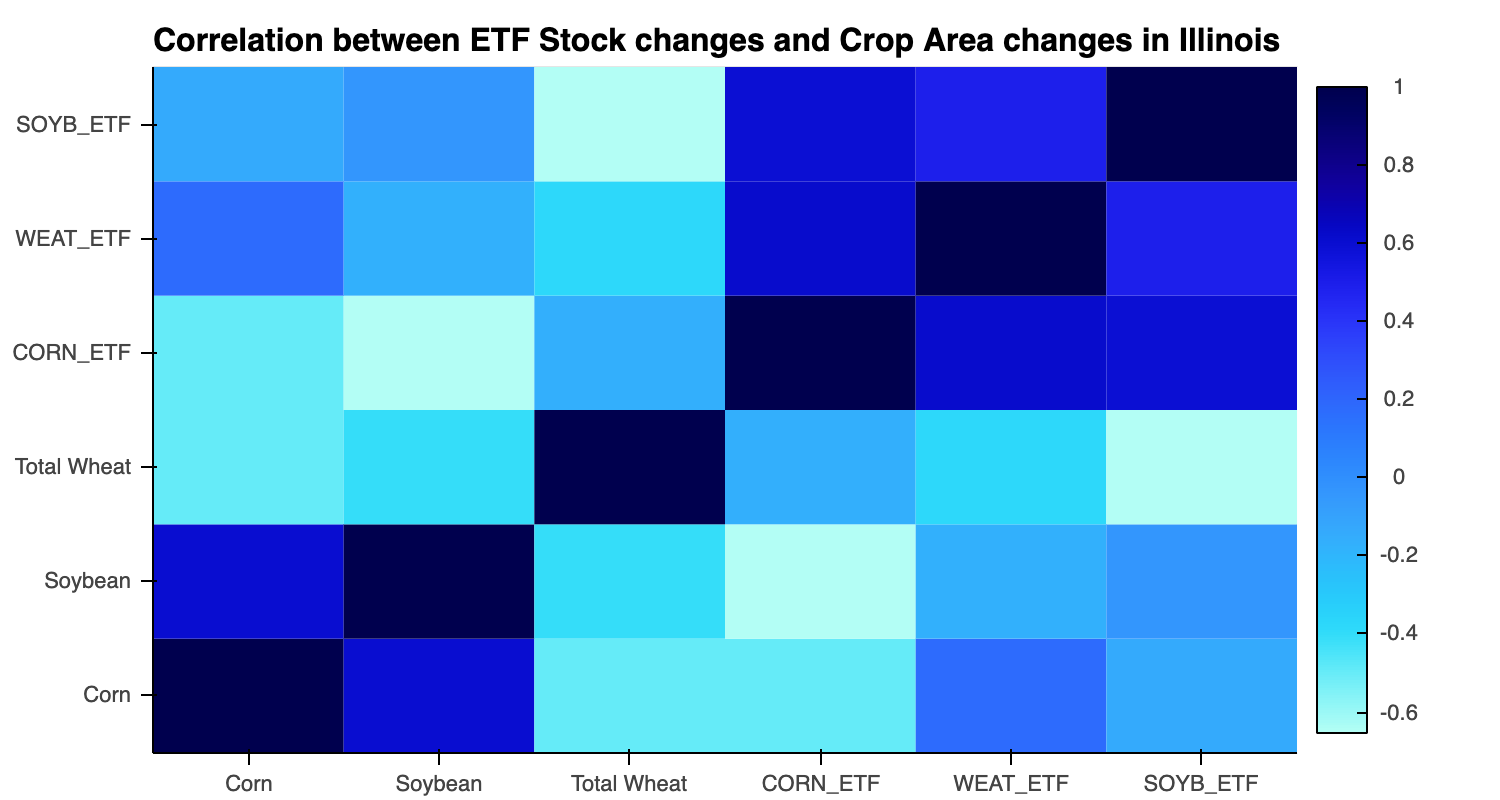 Correlation between ETF Stock changes and Crop Area changes in Illinois
SOYB_ETF
WEAT_ETF
CORN_ETF
Total Wheat
Soybean
Corn
Corn Soybean Total Wheat CORN_ETF WEAT_ETF SOYB_ETF
1
0.8
0.6
0.4
0.2
0
-0.2
-0.4
-0.6